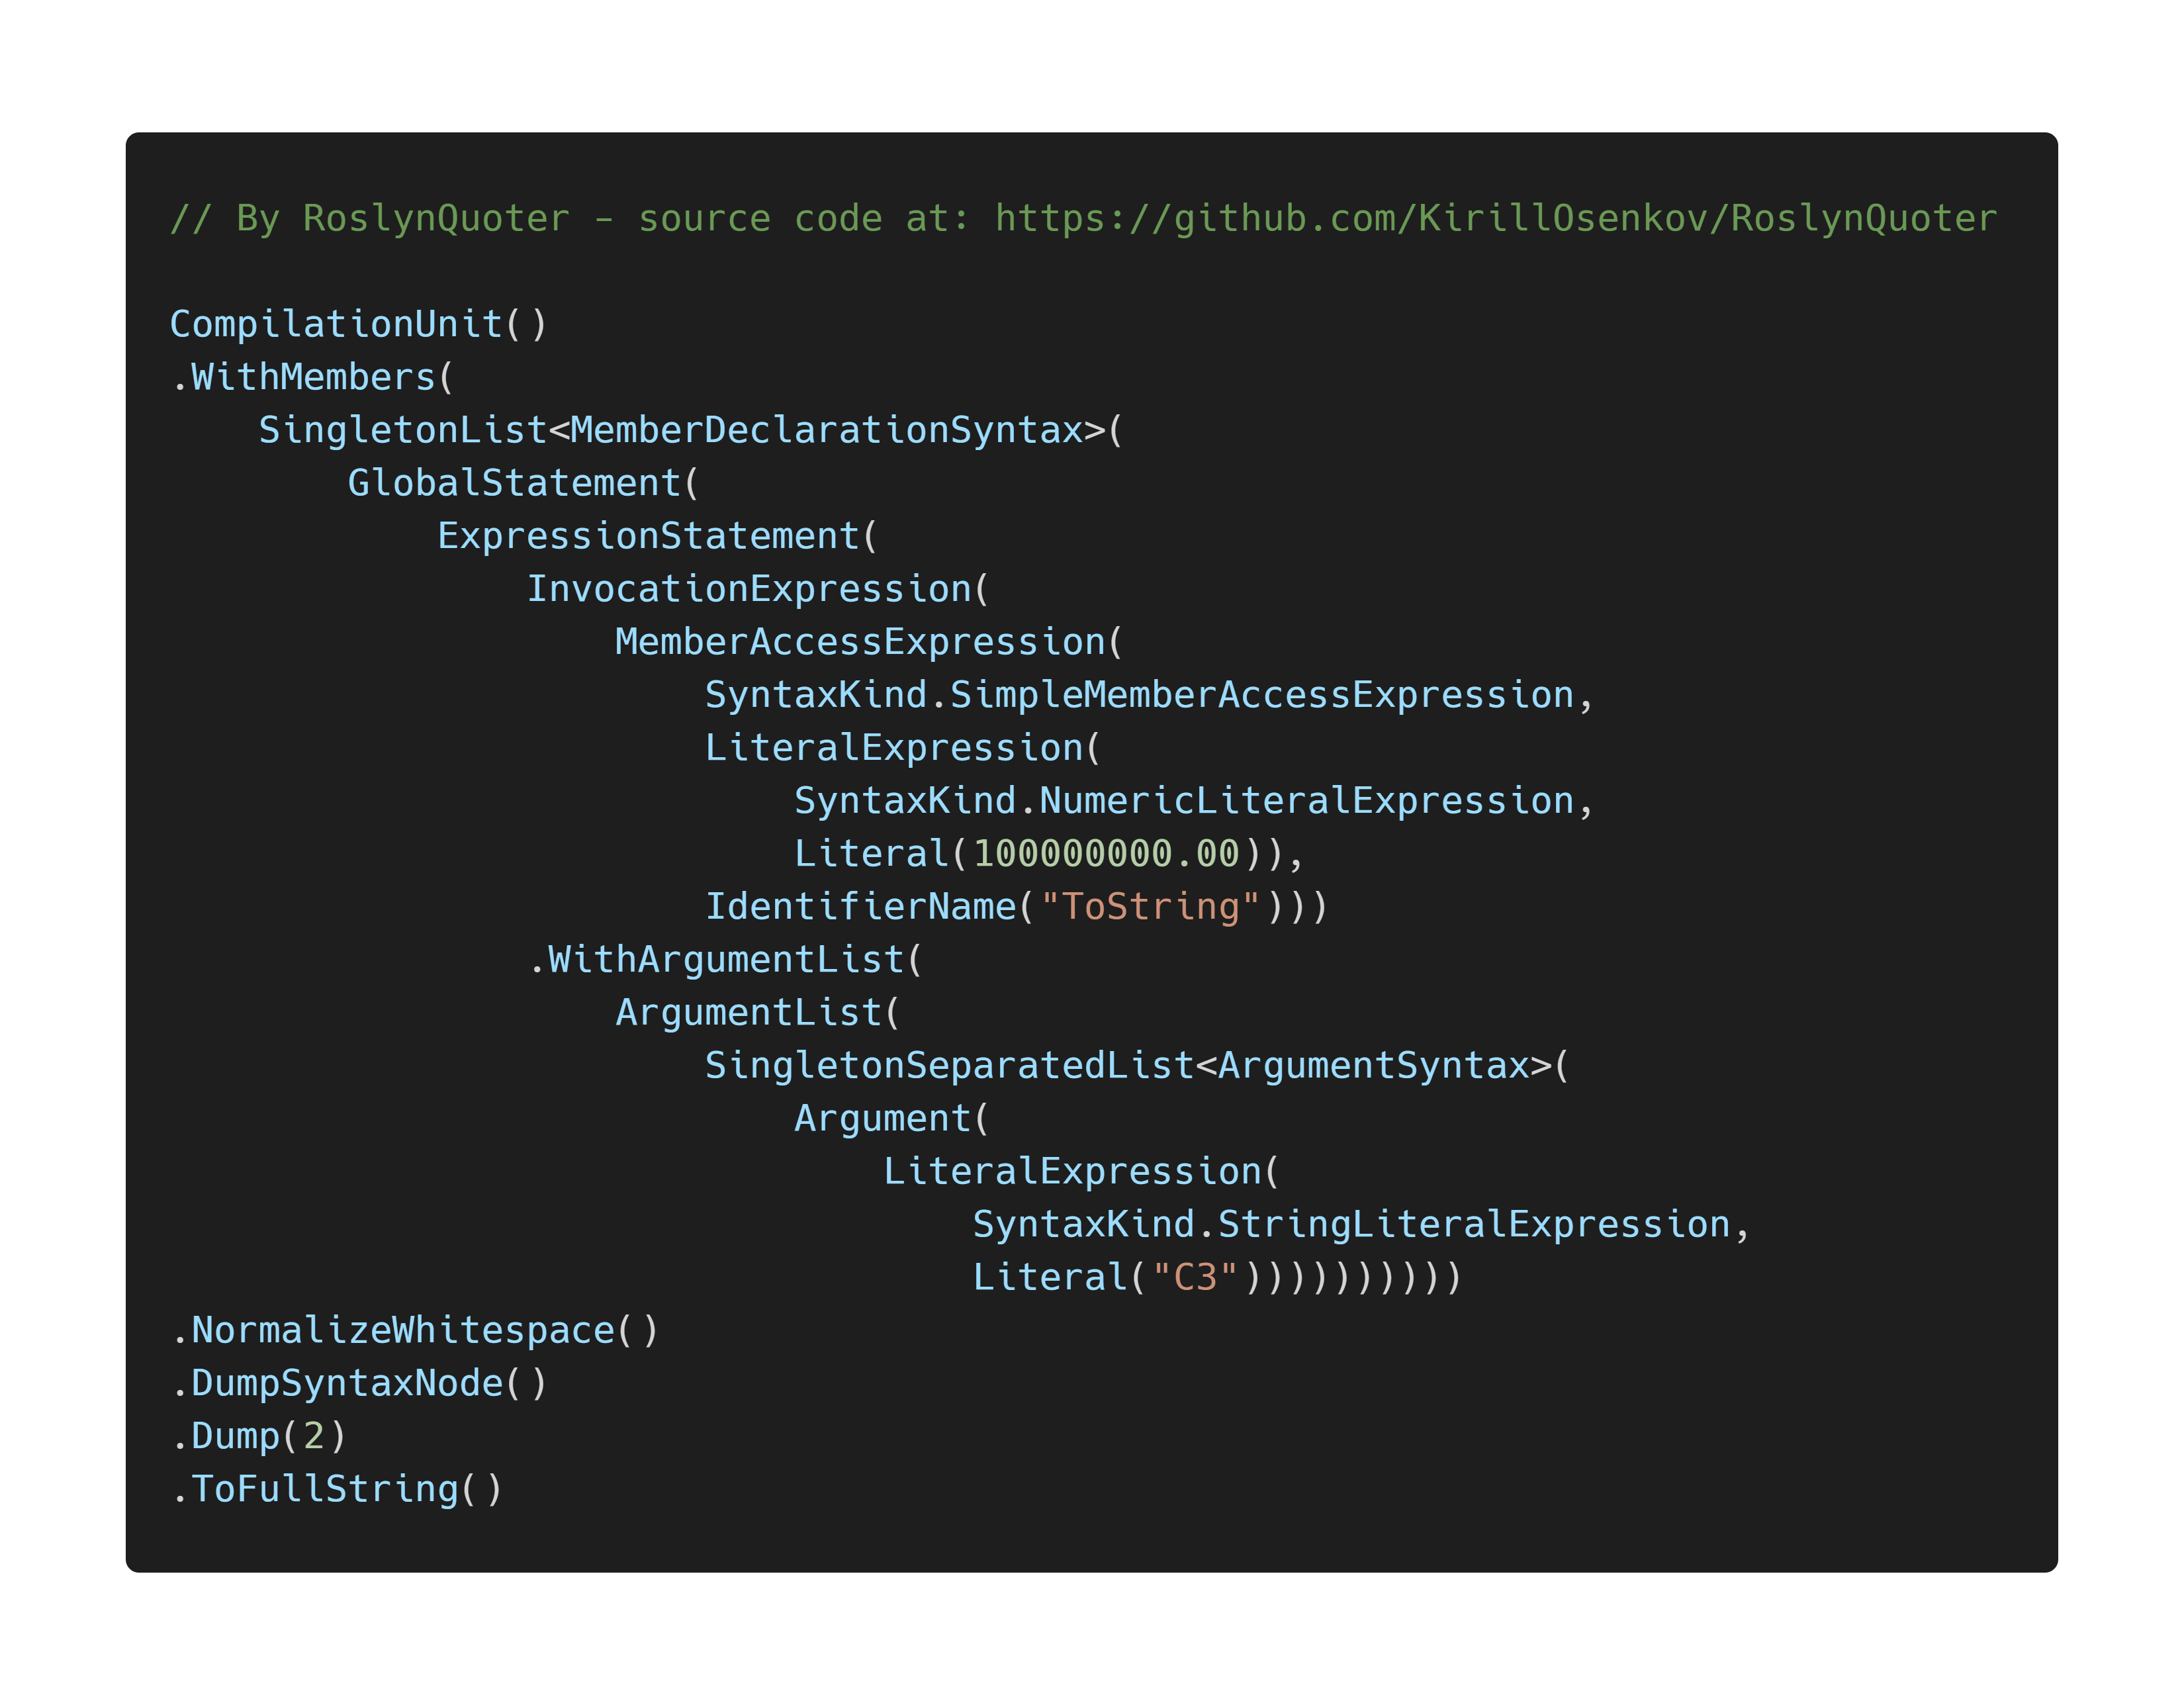 // By RoslynQuoter - source code at: https://github.com/KirillOsenkov/RoslynQuoter

CompilationUnit()
.WithMembers(
    SingletonList<MemberDeclarationSyntax>(
        GlobalStatement(
            ExpressionStatement(
                InvocationExpression(
                    MemberAccessExpression(
                        SyntaxKind.SimpleMemberAccessExpression,
                        LiteralExpression(
                            SyntaxKind.NumericLiteralExpression,
                            Literal(100000000.00)),
                        IdentifierName("ToString")))
                .WithArgumentList(
                    ArgumentList(
                        SingletonSeparatedList<ArgumentSyntax>(
                            Argument(
                                LiteralExpression(
                                    SyntaxKind.StringLiteralExpression,
                                    Literal("C3"))))))))))
.NormalizeWhitespace()
.DumpSyntaxNode()
.Dump(2)
.ToFullString()